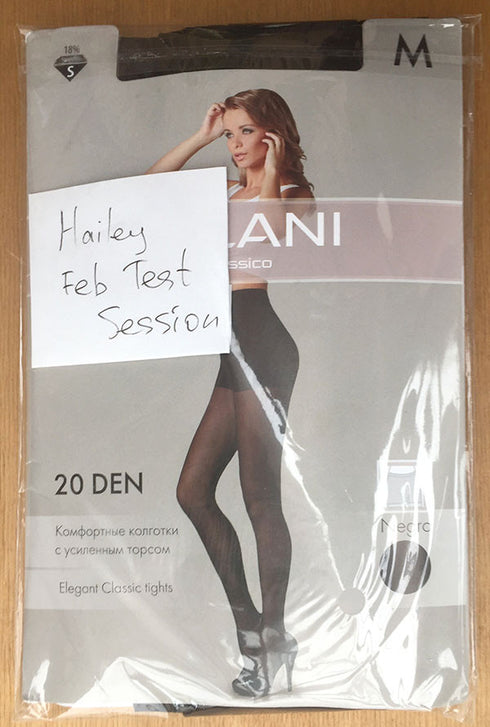 18%
S
M
Hailey
Feb Test
Session
LANI
ssico
20 DEN
Комфортные колготки
с усиленным торсом
Elegant Classic tights
Negro